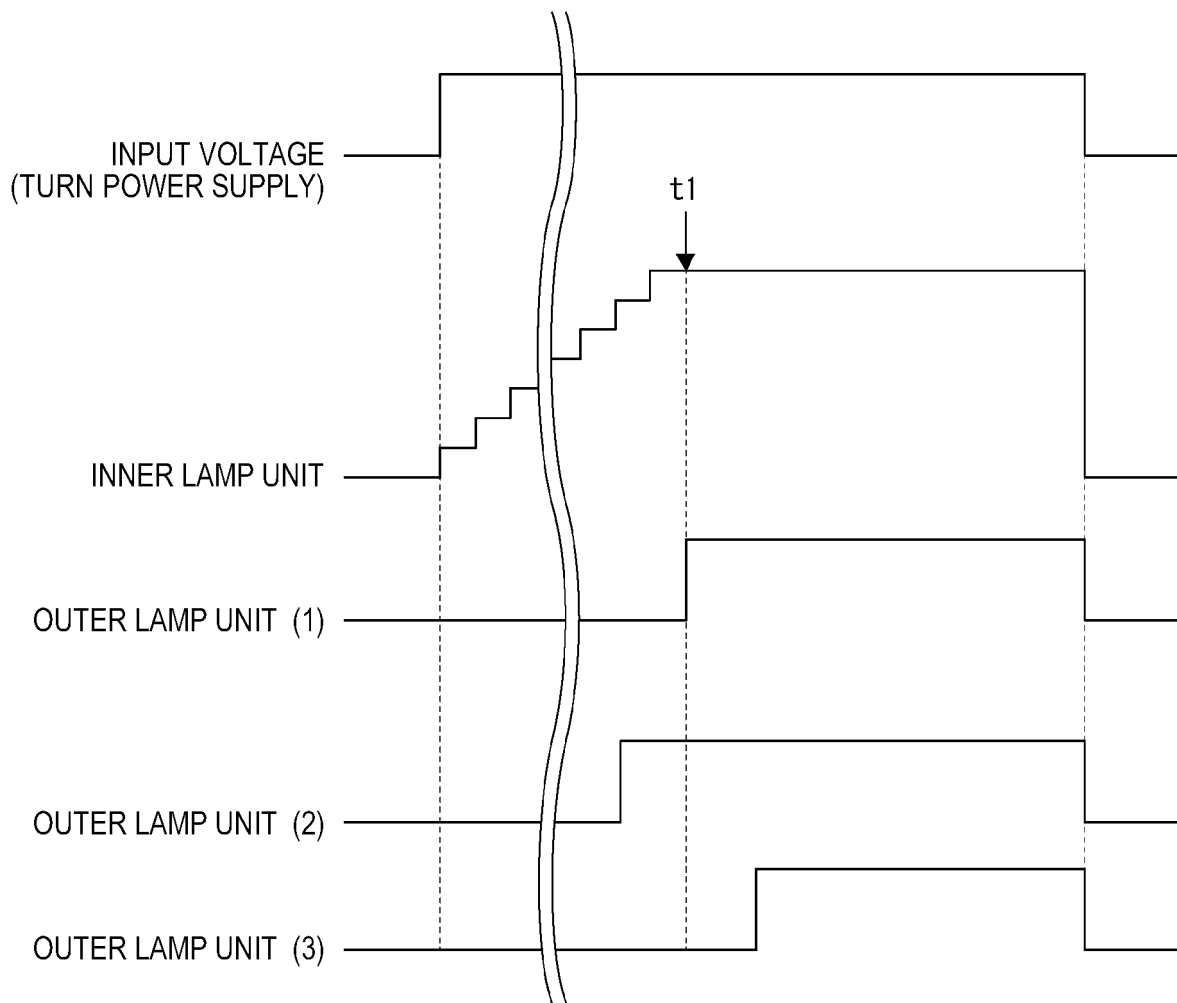 INPUT VOLTAGE
(TURN POWER SUPPLY)
t1
INNER LAMP UNIT
OUTER LAMP UNIT (1)
OUTER LAMP UNIT (2)
OUTER LAMP UNIT (3)